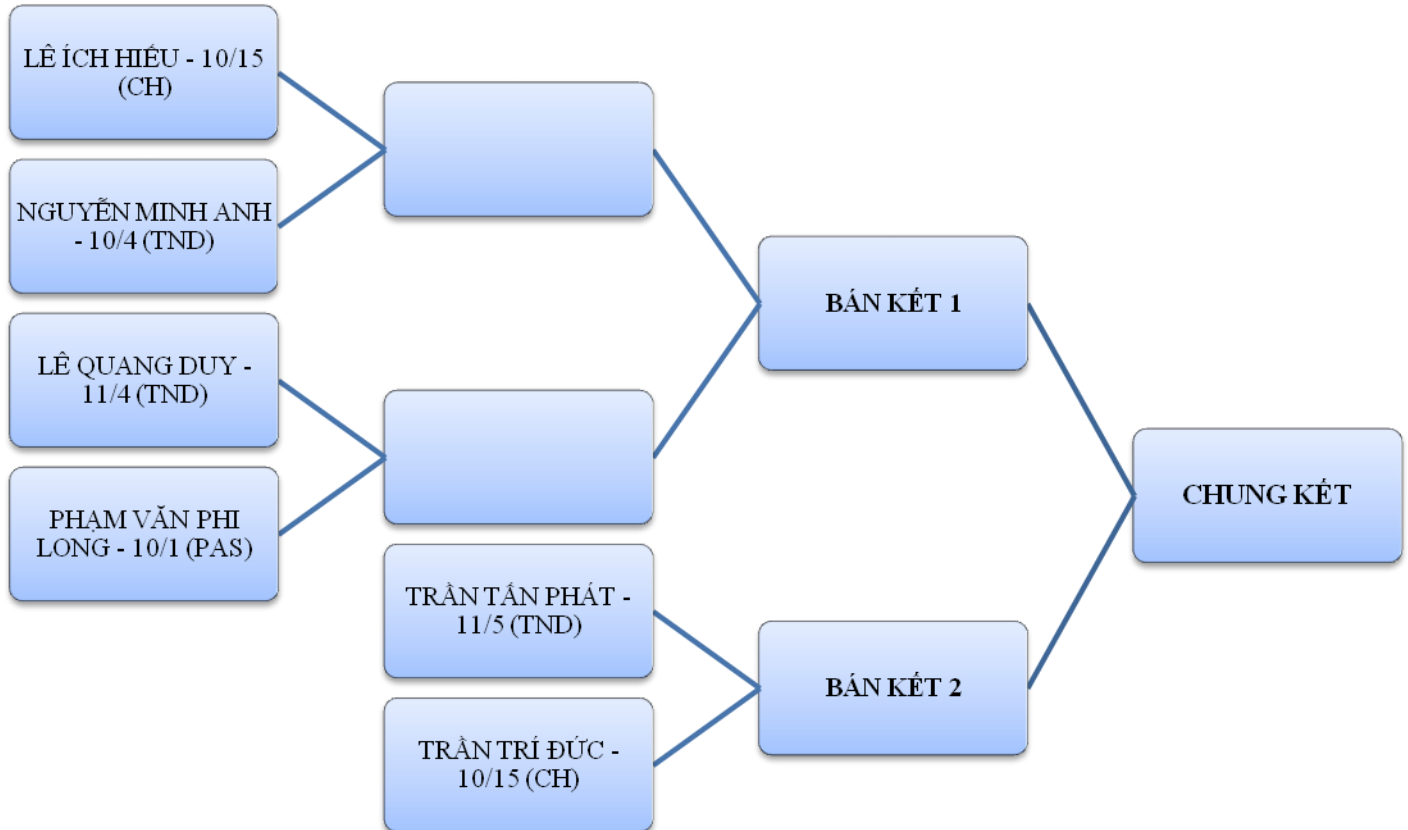 LÊ ÍCH HIẾU - 10/15
(CH)
NGUYỄN MINH ANH
- 10/4 (TND)
LÊ QUANG DUY -
11/4 (TND)
PHẠM VĂN PHI
LONG - 10/1 (PAS)
TRẦN TẤN PHÁT -
11/5 (TND)
TRẦN TRÍ ĐỨC -
10/15 (CH)
BÁN KẾT 1
BÁN KẾT 2
CHUNG KẾT